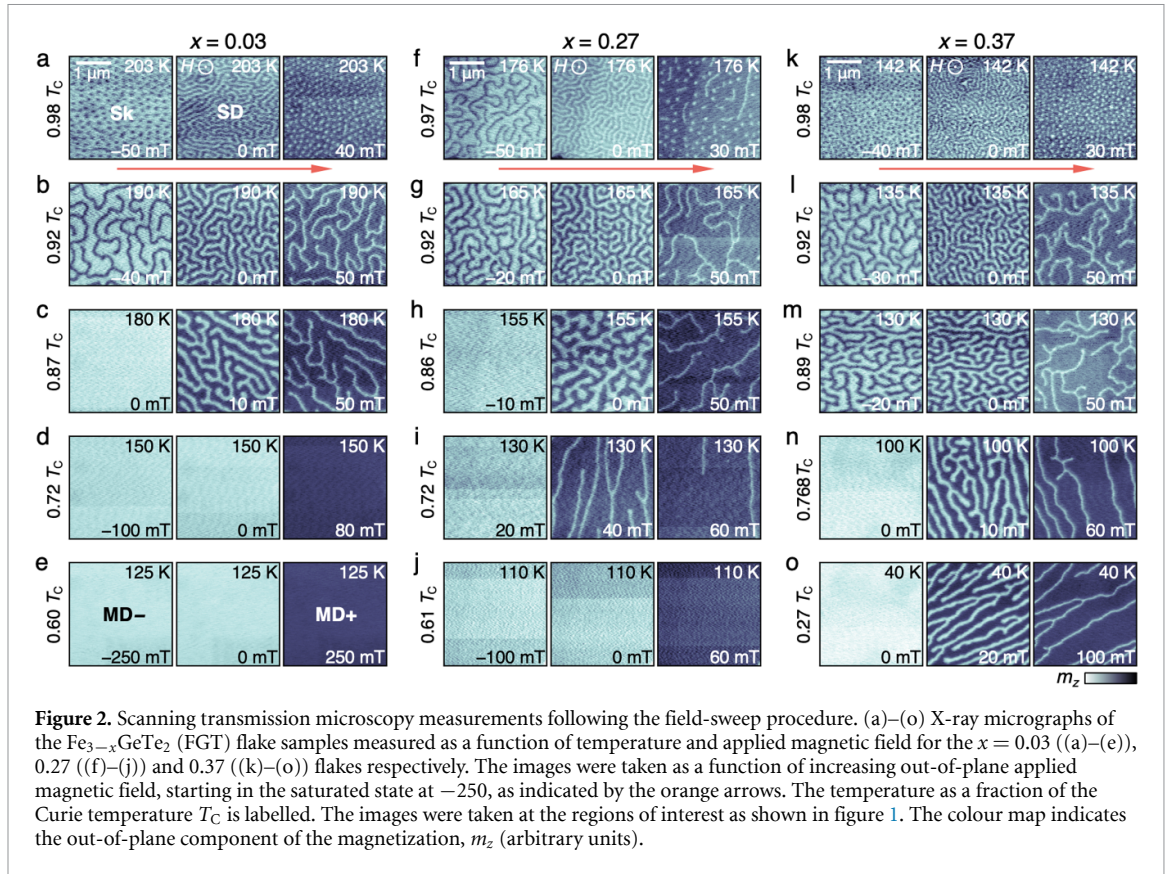 x = 0.03
x = 0.27
x = 0.37
a
0.98 TC
1 μm
203 K
Sk
−50 mT
H⊙
203 K
SD
0 mT
203 K
40 mT
f
0.97 TC
1 μm
176 K
−50 mT
H⊙
176 K
0 mT
176 K
30 mT
k
0.98 TC
1 μm
142 K
−40 mT
H⊙
142 K
0 mT
142 K
30 mT
b
0.92 TC
190 K
−40 mT
190 K
0 mT
190 K
50 mT
g
0.92 TC
165 K
−20 mT
165 K
0 mT
165 K
50 mT
l
0.92 TC
135 K
−30 mT
135 K
0 mT
135 K
50 mT
c
0.87 TC
180 K
0 mT
180 K
10 mT
180 K
50 mT
h
0.86 TC
155 K
−10 mT
155 K
0 mT
155 K
50 mT
m
0.89 TC
130 K
−20 mT
130 K
0 mT
130 K
50 mT
d
0.72 TC
150 K
−100 mT
150 K
0 mT
150 K
80 mT
i
0.72 TC
130 K
20 mT
130 K
40 mT
130 K
60 mT
n
0.768 TC
100 K
0 mT
100 K
10 mT
100 K
60 mT
e
0.60 TC
125 K
MD−
−250 mT
125 K
0 mT
125 K
MD+
250 mT
j
0.61 TC
110 K
−100 mT
110 K
0 mT
110 K
60 mT
o
0.27 TC
40 K
0 mT
40 K
20 mT
40 K
100 mT
mz
Figure 2. Scanning transmission microscopy measurements following the field-sweep procedure. (a)–(o) X-ray micrographs of
the Fe3−xGeTe2 (FGT) flake samples measured as a function of temperature and applied magnetic field for the x = 0.03 ((a)–(e)),
0.27 ((f)–(j)) and 0.37 ((k)–(o)) flakes respectively. The images were taken as a function of increasing out-of-plane applied
magnetic field, starting in the saturated state at −250, as indicated by the orange arrows. The temperature as a fraction of the
Curie temperature TC is labelled. The images were taken at the regions of interest as shown in figure 1. The colour map indicates
the out-of-plane component of the magnetization, mz (arbitrary units).